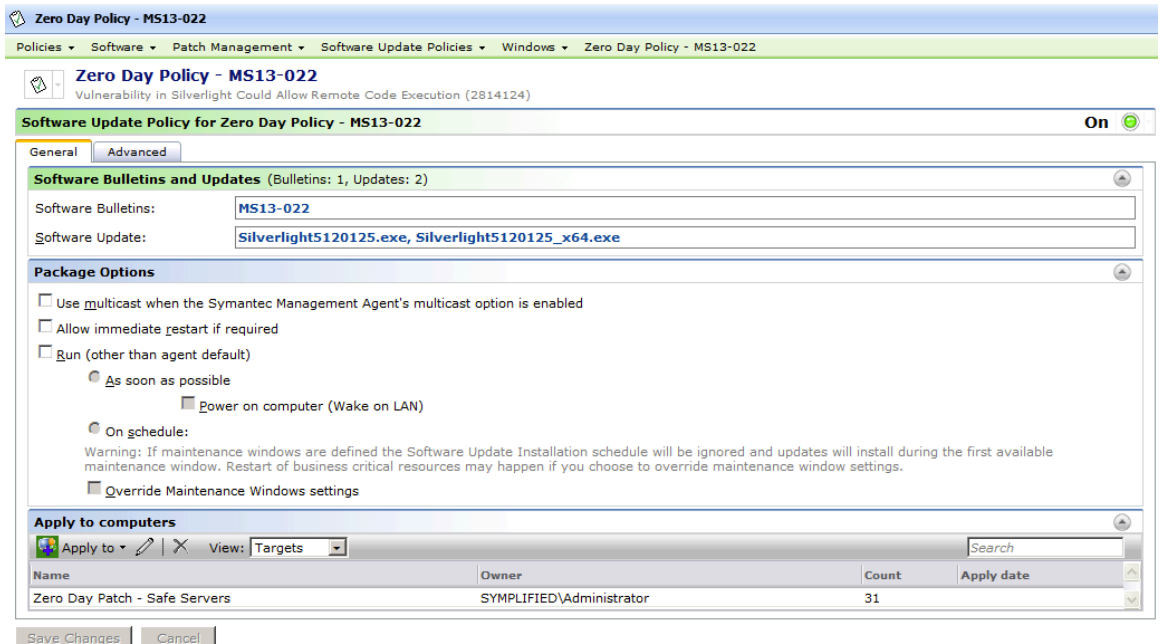 Zero Day Policy - MS13-022
Policies Software Patch Management Software Update Policies Windows Zero Day Policy - MS13-022
Zero Day Policy - MS13-022
Vulnerability in Silverlight Could Allow Remote Code Execution (2814124)
Software Update Policy for Zero Day Policy - MS13-022 On
General Advanced
Software Bulletins and Updates (Bulletins: 1, Updates: 2)
Software Bulletins: MS13-022
Software Update: Silverlight5120125.exe, Silverlight5120125_x64.exe
Package Options
Use multicast when the Symantec Management Agent's multicast option is enabled
Allow immediate restart if required
Run (other than agent default)
As soon as possible
Power on computer (Wake on LAN)
On schedule:
Warning: If maintenance windows are defined the Software Update Installation schedule will be ignored and updates will install during the first available
maintenance window. Restart of business critical resources may happen if you choose to override maintenance window settings.
Override Maintenance Windows settings
Apply to computers
Apply to View: Targets Search
Name Owner Count Apply date
Zero Day Patch - Safe Servers SYMPLIFIED\Administrator 31
Save Changes Cancel